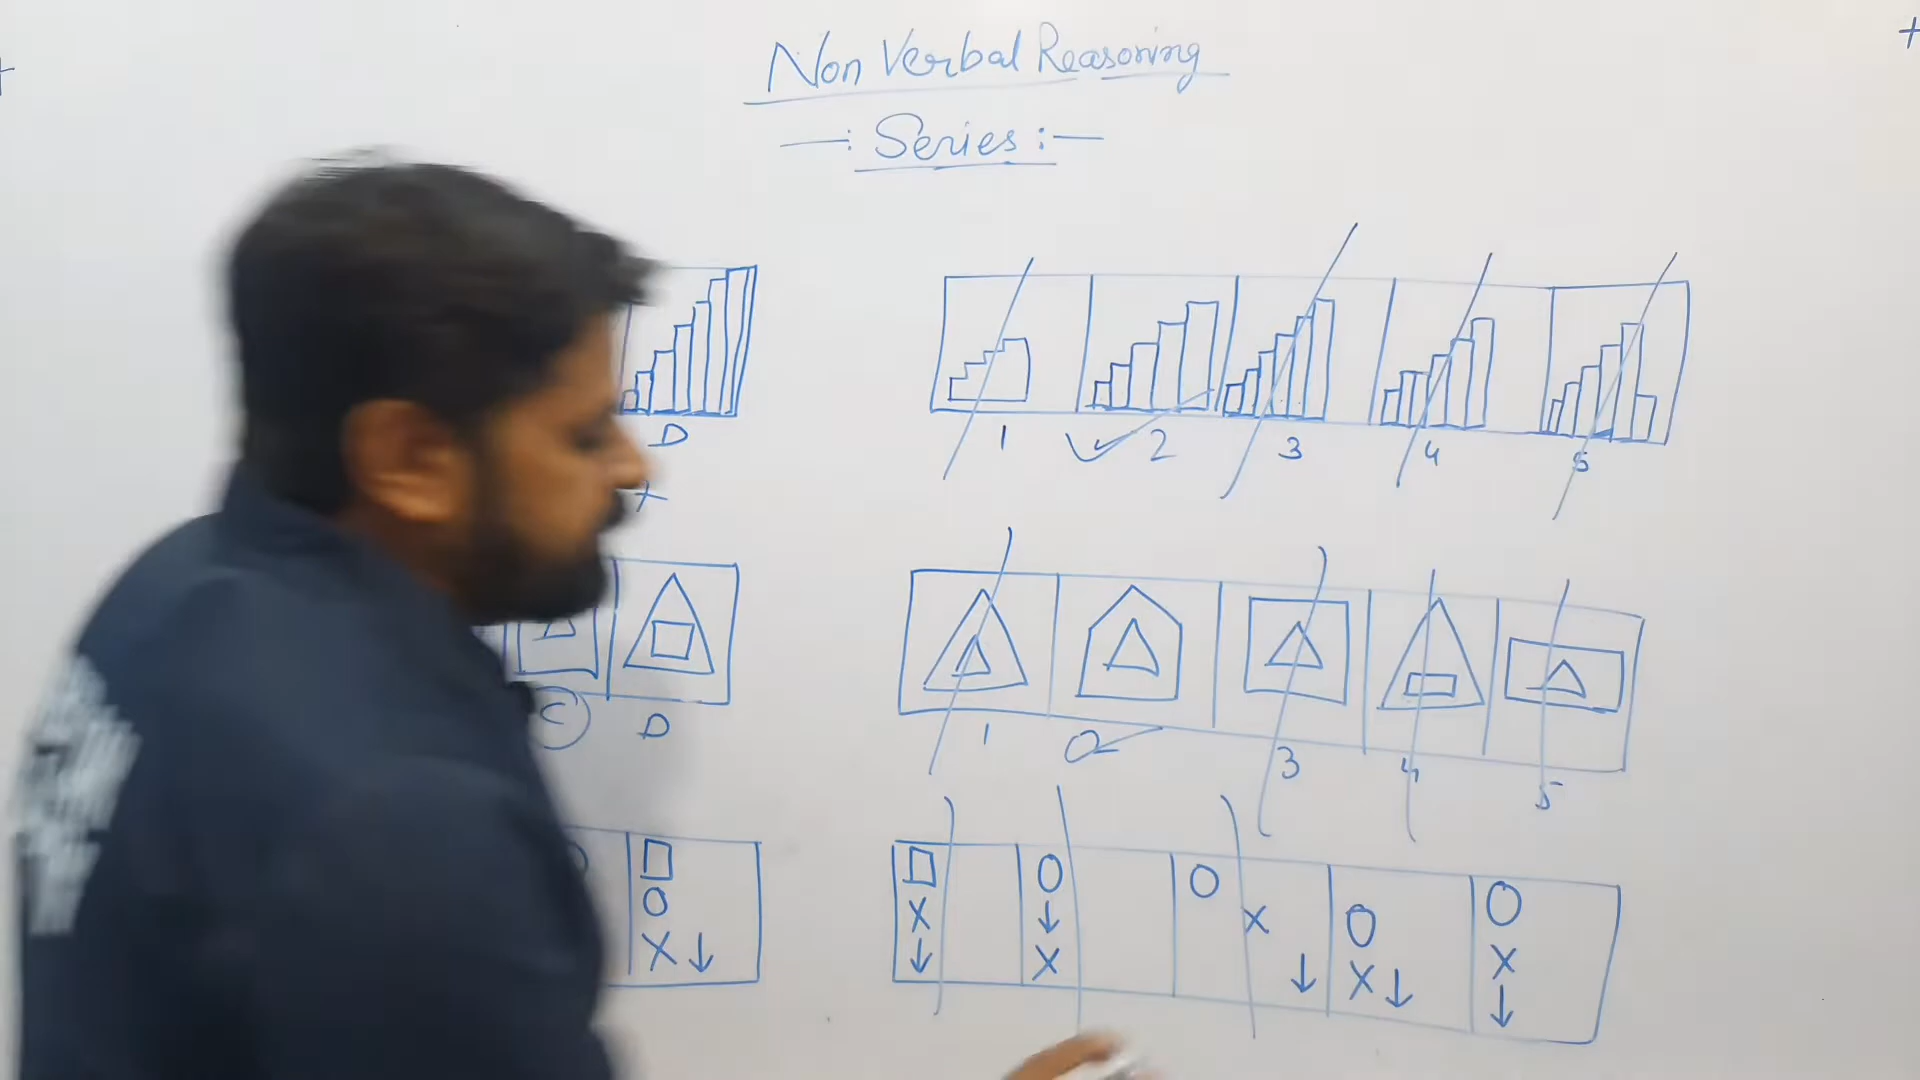 Non Verbal Reasoning
—: Series :—
D
1 2 3 4 5
C D
1 2 3 4 5